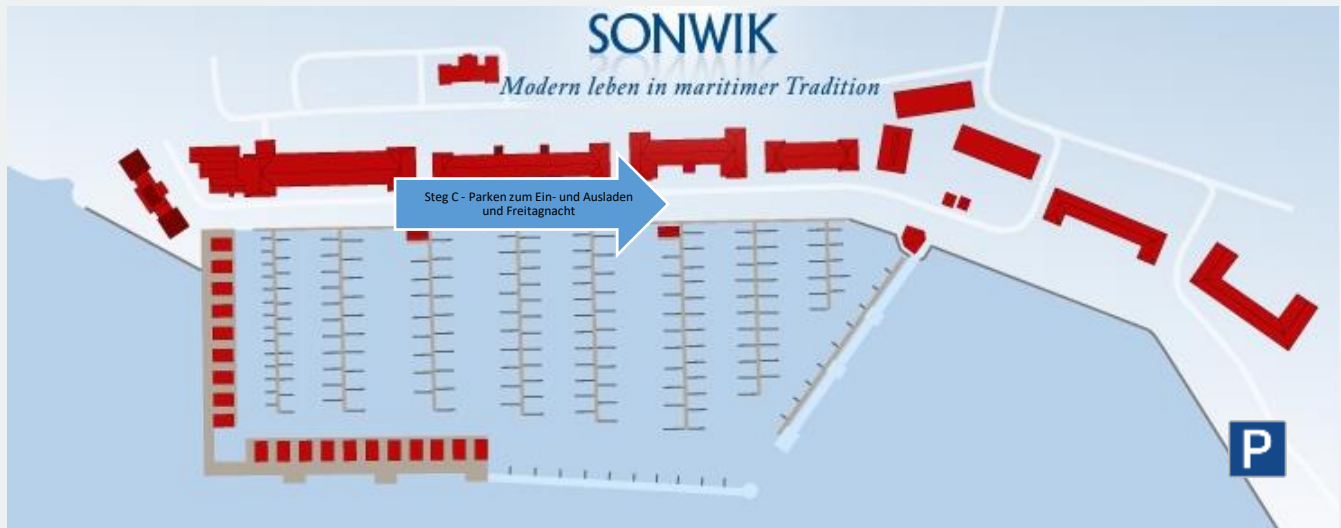 SONWIK
Modern leben in maritimer Tradition
Steg C - Parken zum Ein- und Ausladen
und Freitagnacht
P